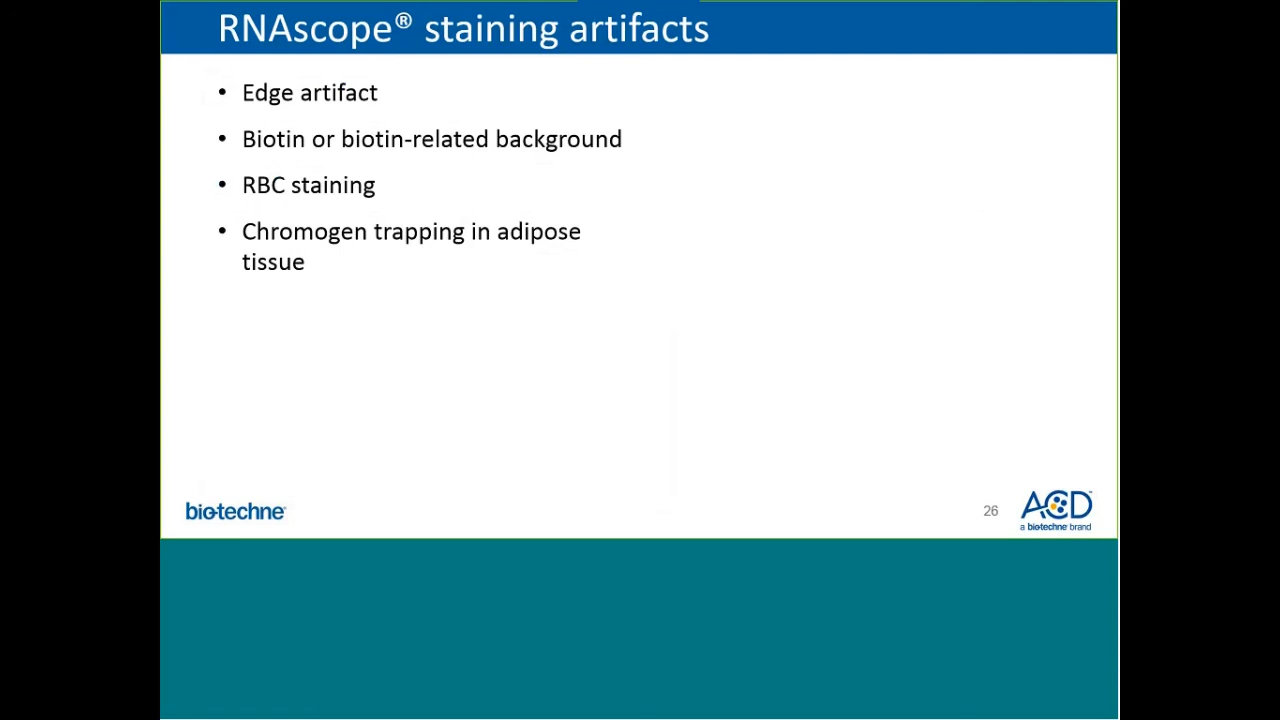 RNAscope® staining artifacts
• Edge artifact
• Biotin or biotin-related background
• RBC staining
• Chromogen trapping in adipose
tissue
bio-techne®
26
ACD™
a biotechne brand